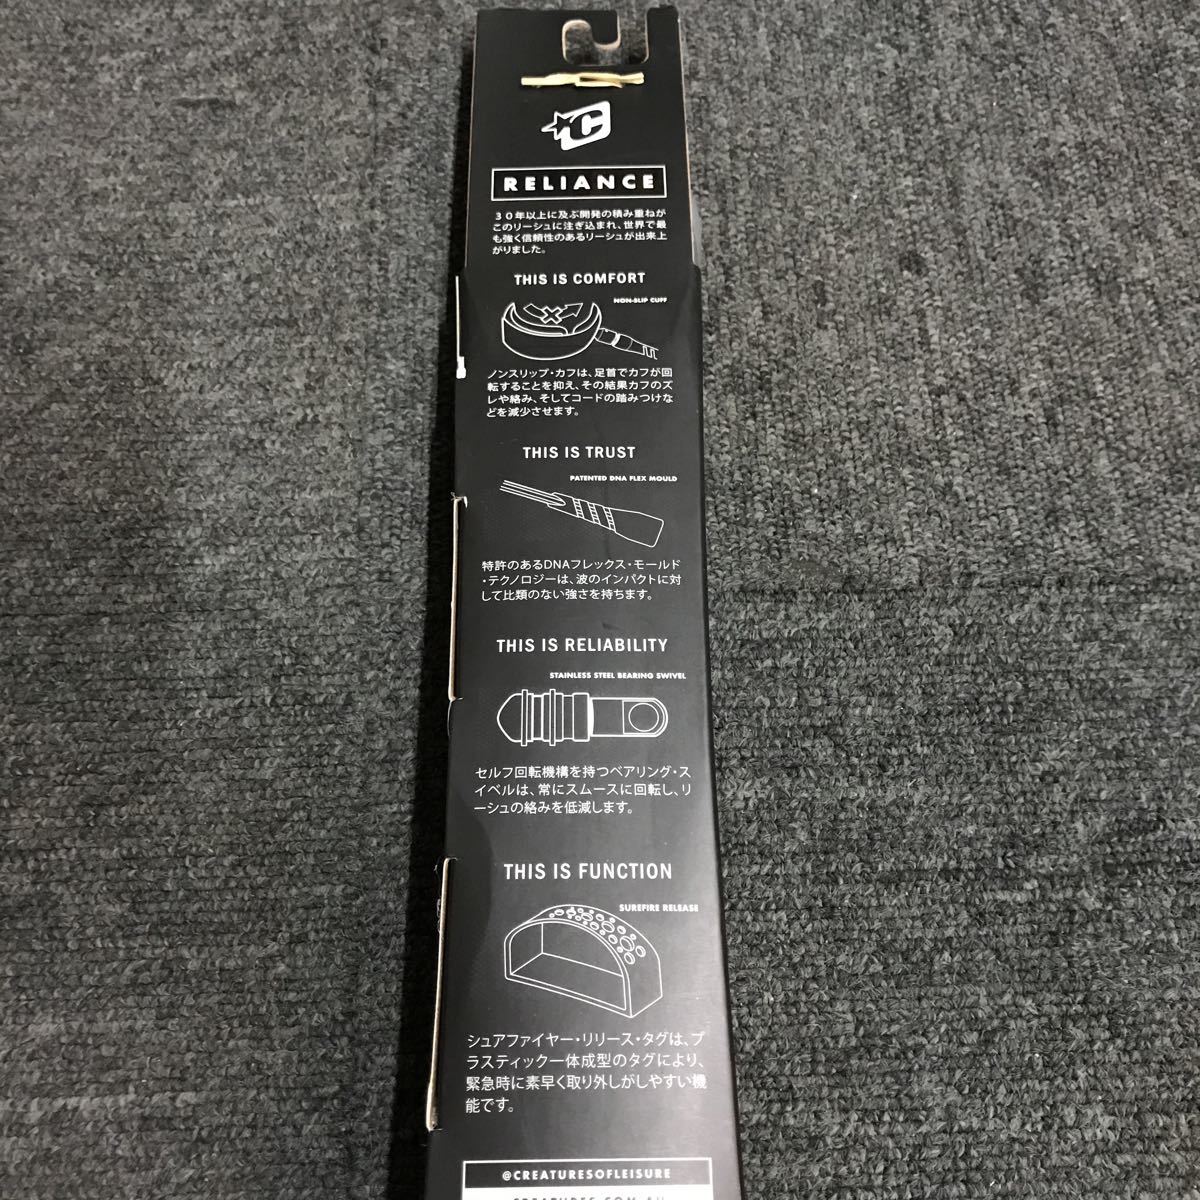 C
RELIANCE
30年以上に及ぶ開発の積み重ねが
このリーシュに注ぎ込まれ、世界で最
も強く信頼性のあるリーシュが出来上
がりました。
THIS IS COMFORT
NON-SLIP CUFF
ノンスリップ・カフは、足首でカフが回
転することを抑え、その結果カフのズ
レや絡み、そしてコードの踏みつけな
どを減少させます。
THIS IS TRUST
PATENTED DNA FLEX MOULD
特許のあるDNAフレックス・モールド
・テクノロジーは、波のインパクトに対
して比類のない強さを持ちます。
THIS IS RELIABILITY
STAINLESS STEEL BEARING SWIVEL
セルフ回転機構を持つベアリング・ス
イベルは、常にスムースに回転し、リ
ーシュの絡みを低減します。
THIS IS FUNCTION
SUREFIRE RELEASE
シュアファイヤー・リリース・タグは、プ
ラスティック一体成型のタグにより、
緊急時に素早く取り外しがしやすい機
能です。
@CREATURESOFLEISURE
CREATURES.COM.AU